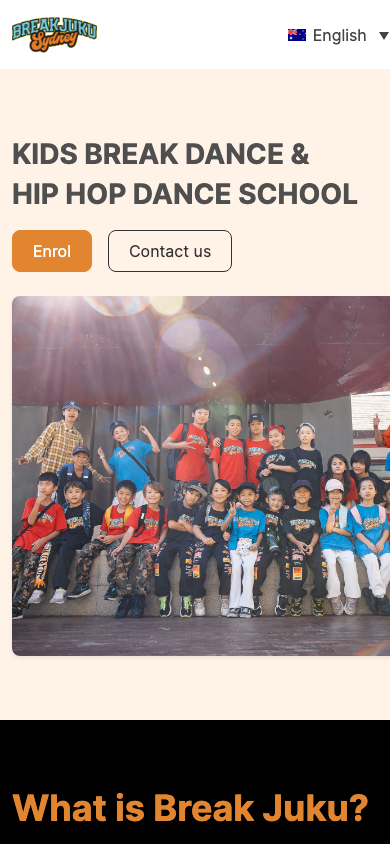 BREAK JUKU
Sydney
English
KIDS BREAK DANCE &
HIP HOP DANCE SCHOOL
Enrol
Contact us
What is Break Juku?